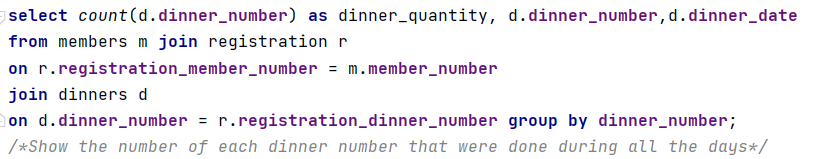 select count(d.dinner_number) as dinner_quantity, d.dinner_number,d.dinner_date
from members m join registration r
on r.registration_member_number = m.member_number
join dinners d
on d.dinner_number = r.registration_dinner_number group by dinner_number;
/*Show the number of each dinner number that were done during all the days*/